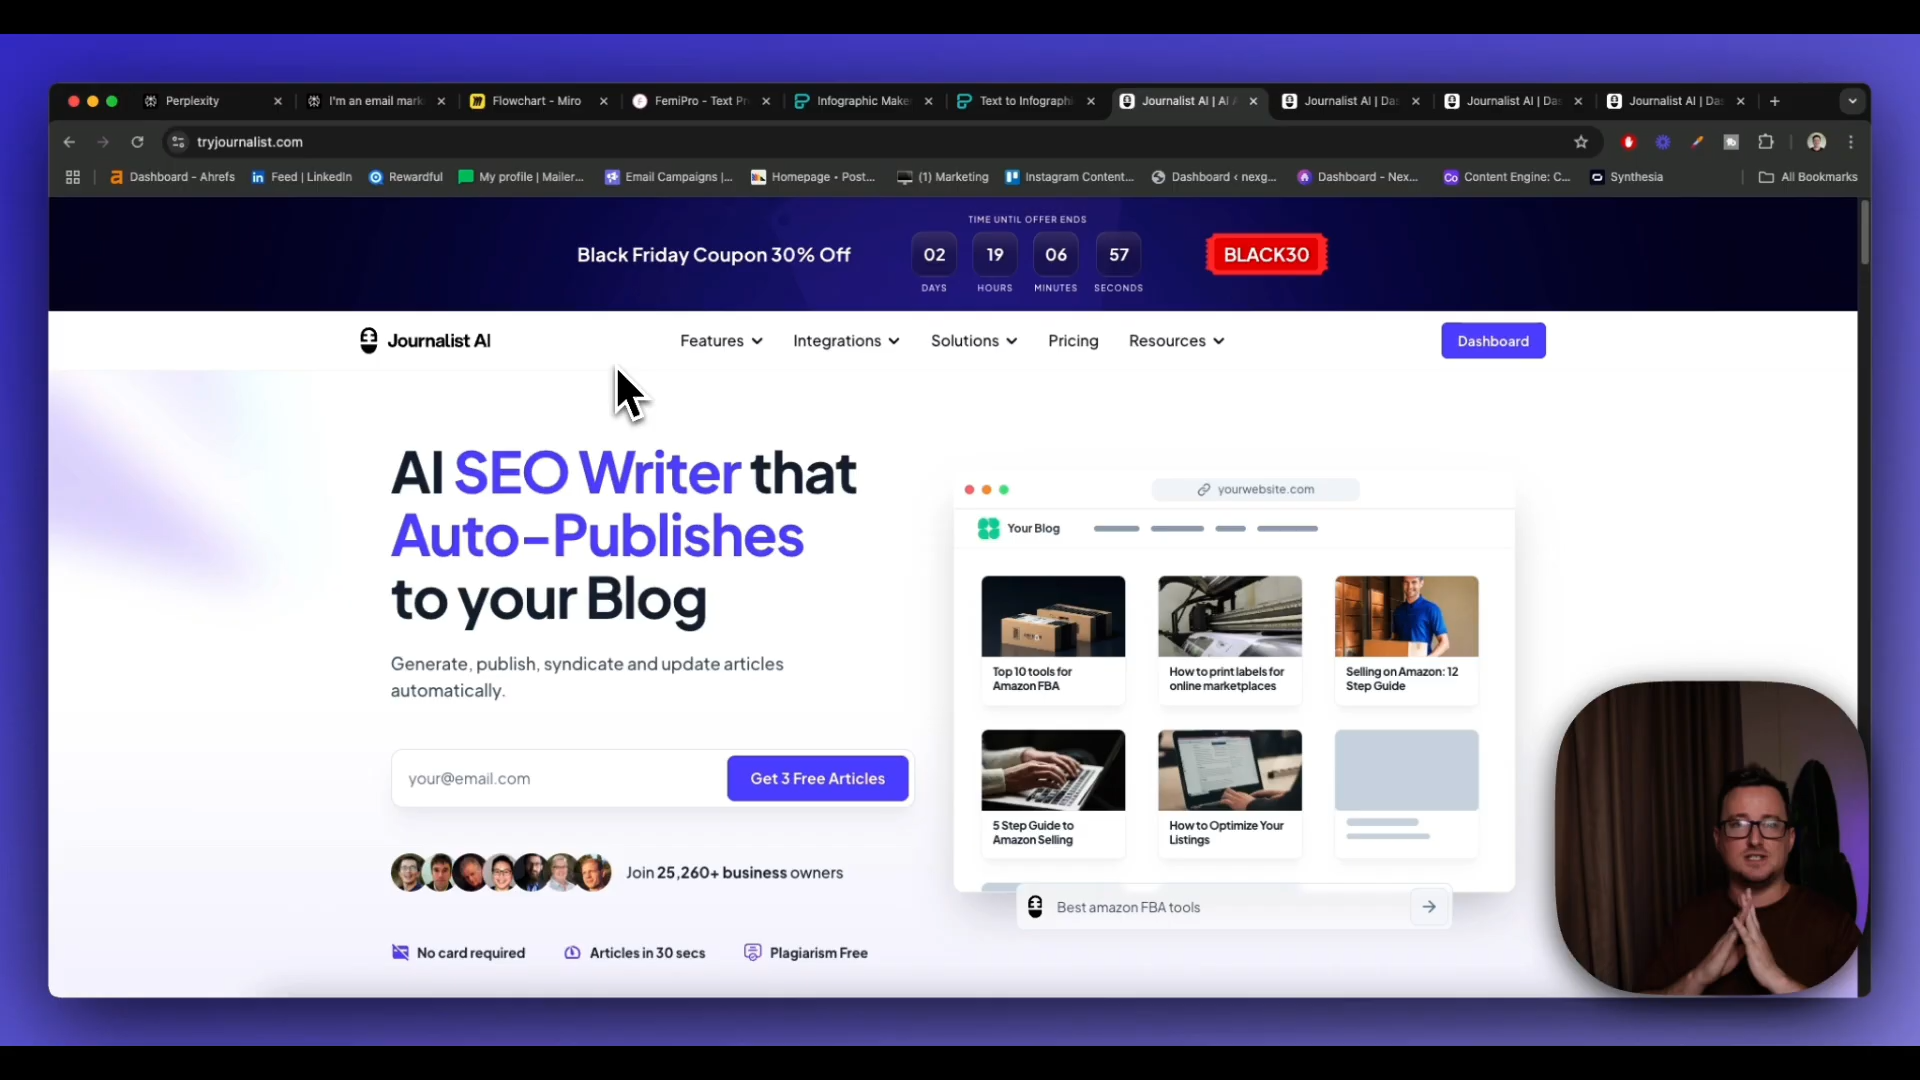 Perplexity
I'm an email mark
Flowchart - Miro
FemiPro - Text Pr
Infographic Make
Text to Infograph
Journalist AI | AI A
Journalist AI | Das
Journalist AI | Das
Journalist AI | Das
tryjournalist.com
Dashboard - Ahrefs
Feed | LinkedIn
Rewardful
My profile | Mailer...
Email Campaigns |...
Homepage • Post...
(1) Marketing
Instagram Content...
Dashboard ‹ nexg...
Dashboard - Nex...
Content Engine: C...
Synthesia
All Bookmarks
TIME UNTIL OFFER ENDS
Black Friday Coupon 30% Off
02 19 06 57
DAYS HOURS MINUTES SECONDS
BLACK30
Journalist AI
Features
Integrations
Solutions
Pricing
Resources
Dashboard
AI SEO Writer that
Auto-Publishes
to your Blog
Generate, publish, syndicate and update articles
automatically.
your@email.com
Get 3 Free Articles
Join 25,260+ business owners
No card required
Articles in 30 secs
Plagiarism Free
yourwebsite.com
Your Blog
Top 10 tools for
Amazon FBA
How to print labels for
online marketplaces
Selling on Amazon: 12
Step Guide
5 Step Guide to
Amazon Selling
How to Optimize Your
Listings
Best amazon FBA tools